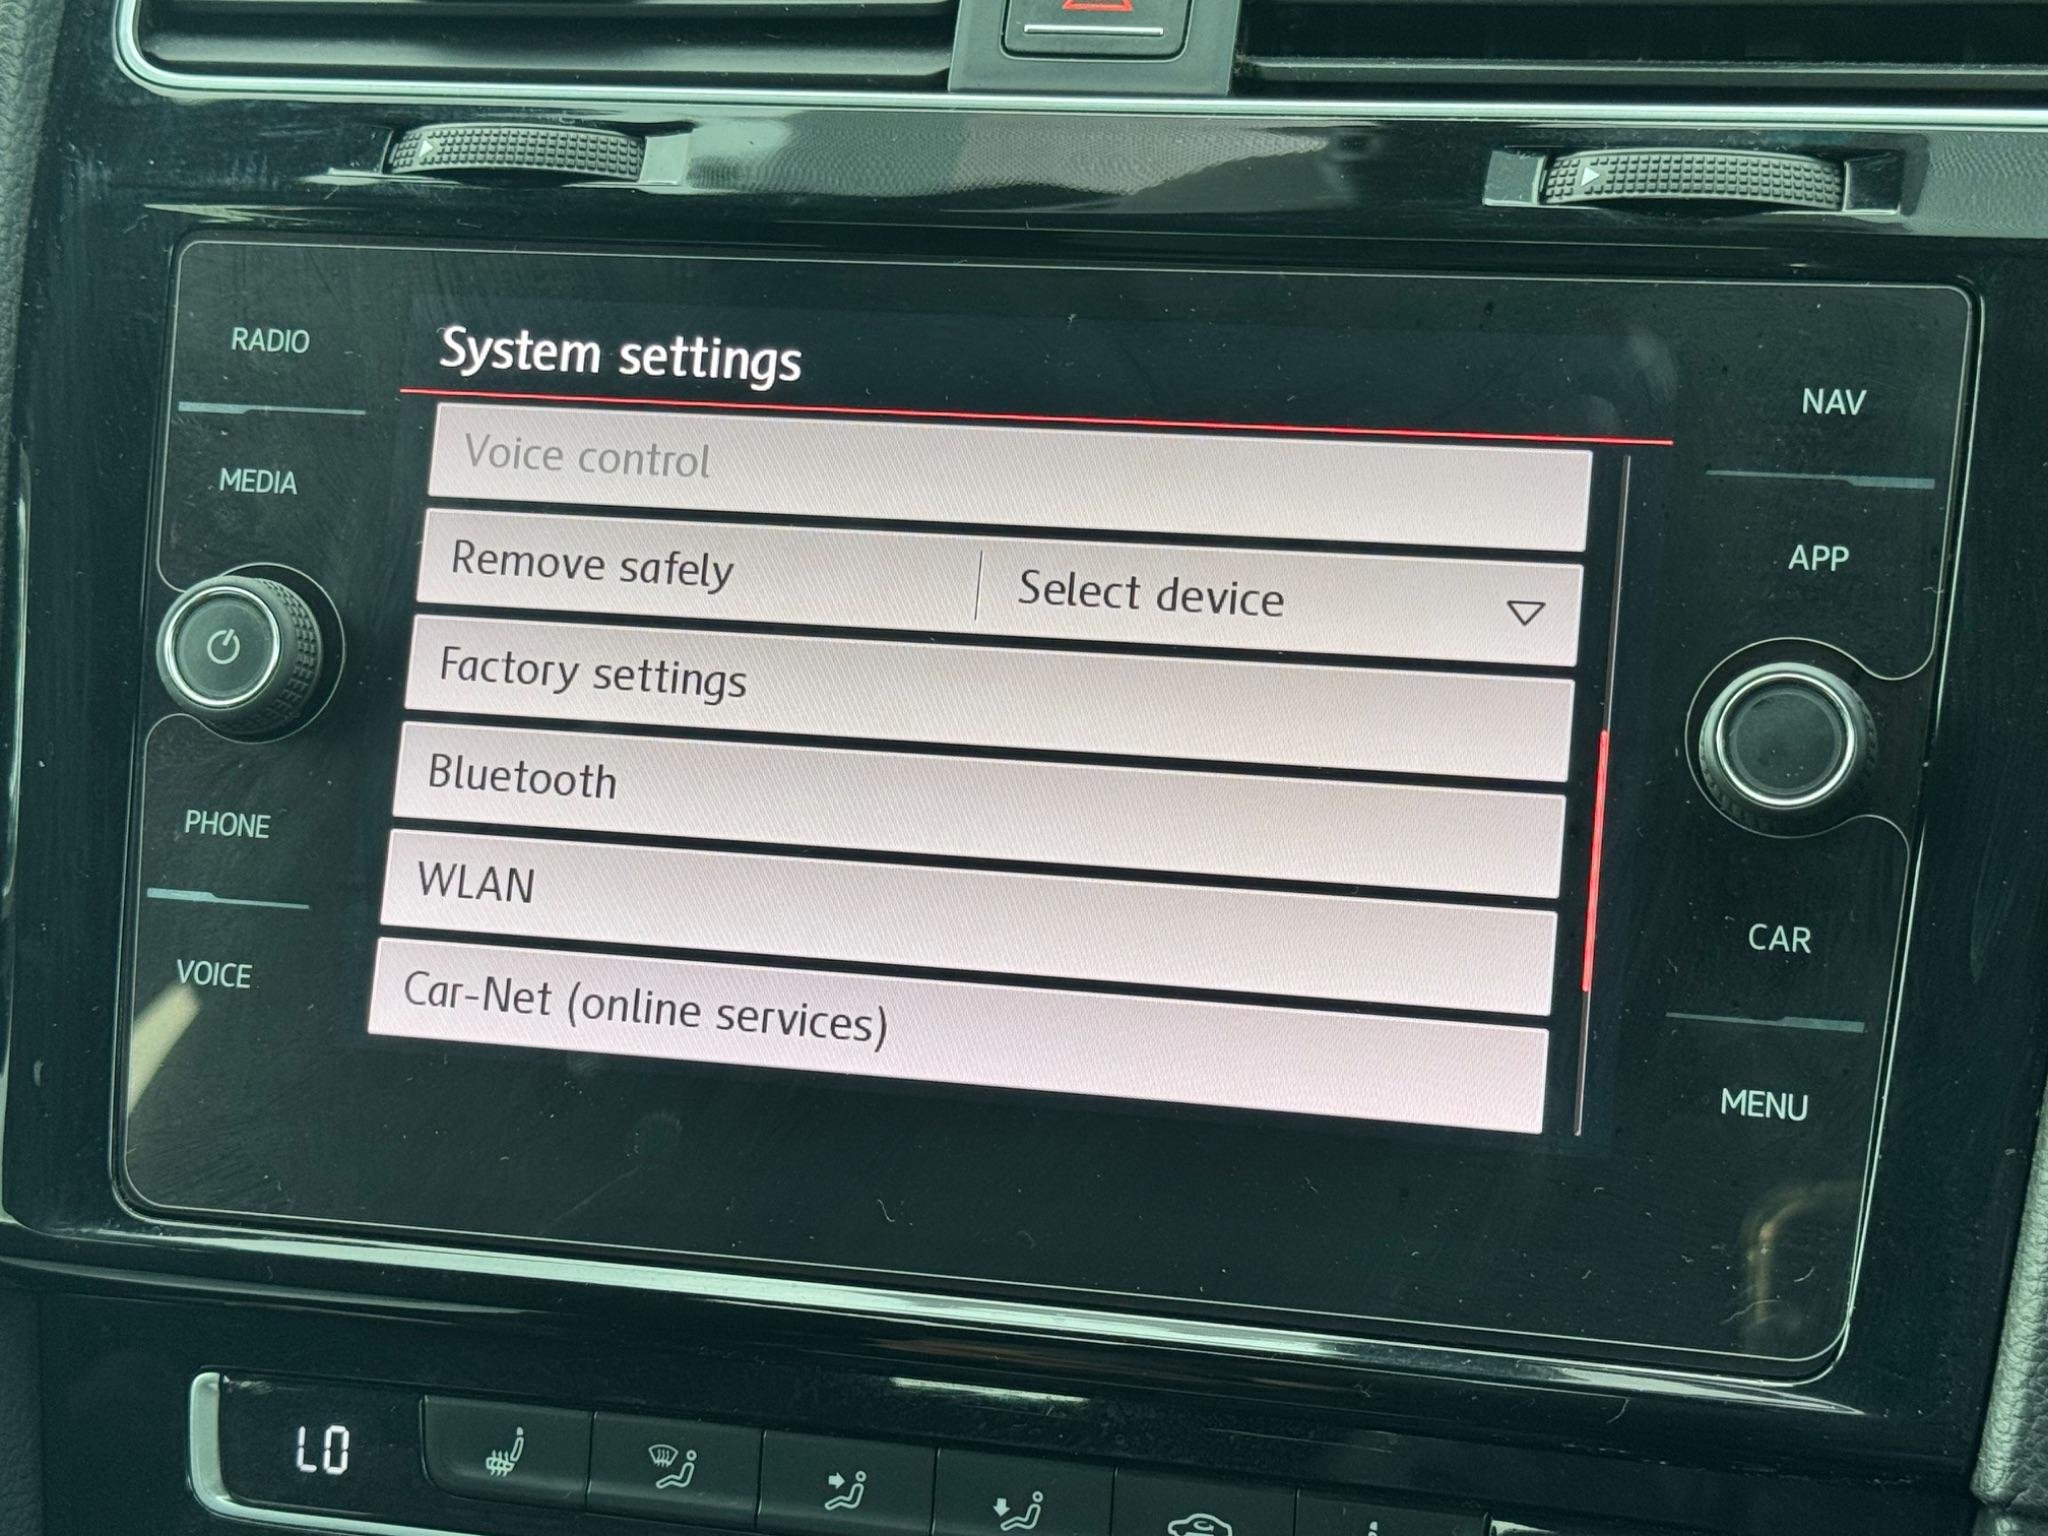 RADIO
MEDIA
PHONE
VOICE
System settings
Voice control
Remove safely Select device
Factory settings
Bluetooth
WLAN
Car-Net (online services)
NAV
APP
CAR
MENU
LO